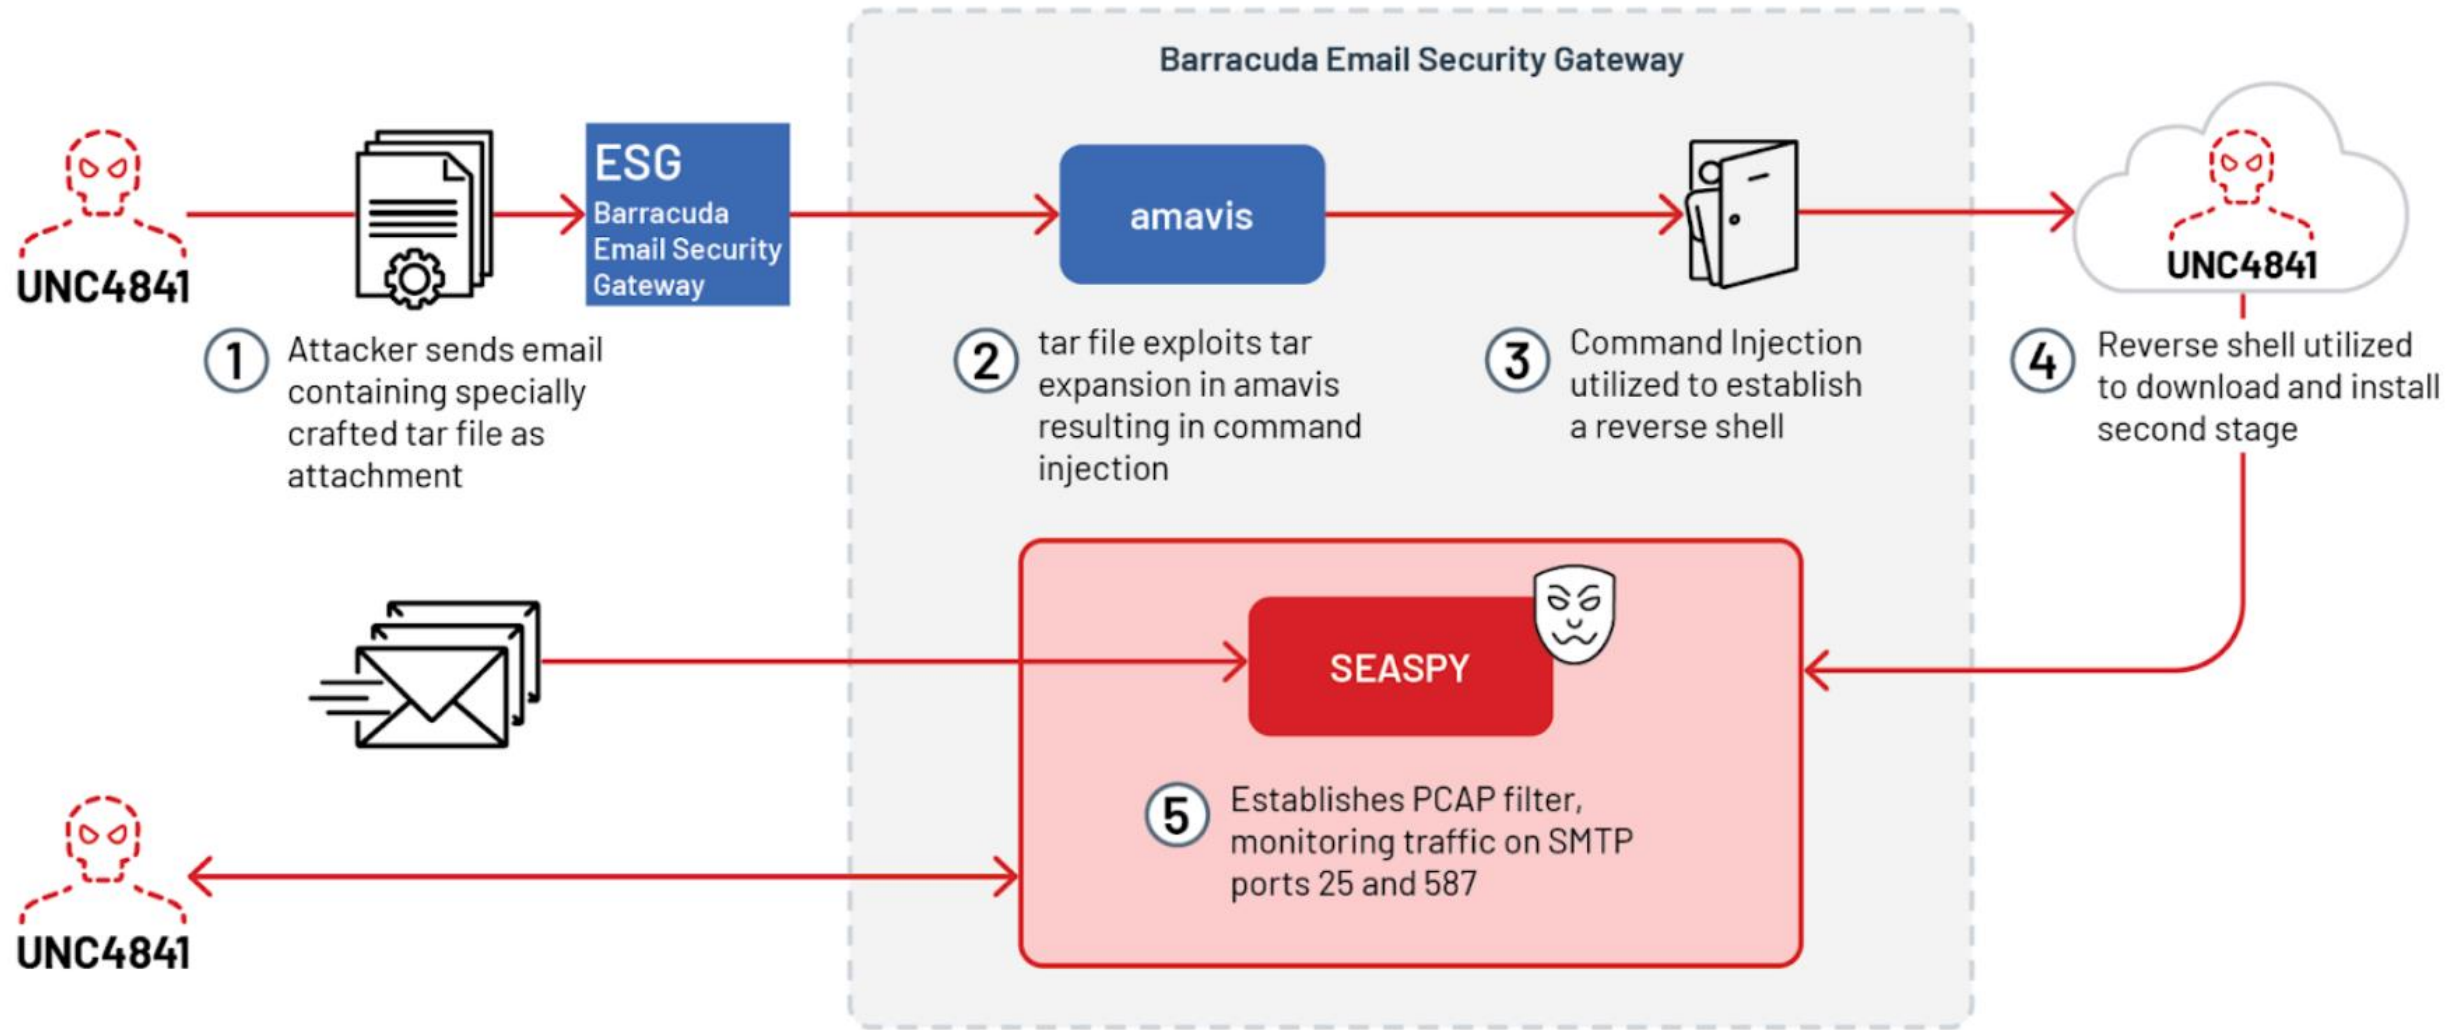 Barracuda Email Security Gateway
UNC4841
ESG
Barracuda
Email Security
Gateway
amavis
UNC4841
1
Attacker sends email
containing specially
crafted tar file as
attachment
2
tar file exploits tar
expansion in amavis
resulting in command
injection
3
Command Injection
utilized to establish
a reverse shell
4
Reverse shell utilized
to download and install
second stage
SEASPY
5
Establishes PCAP filter,
monitoring traffic on SMTP
ports 25 and 587
UNC4841